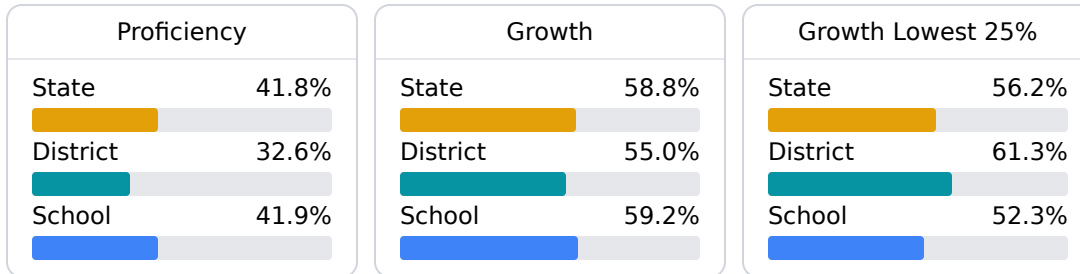 Proficiency
State 41.8%
District 32.6%
School 41.9%
Growth
State 58.8%
District 55.0%
School 59.2%
Growth Lowest 25%
State 56.2%
District 61.3%
School 52.3%